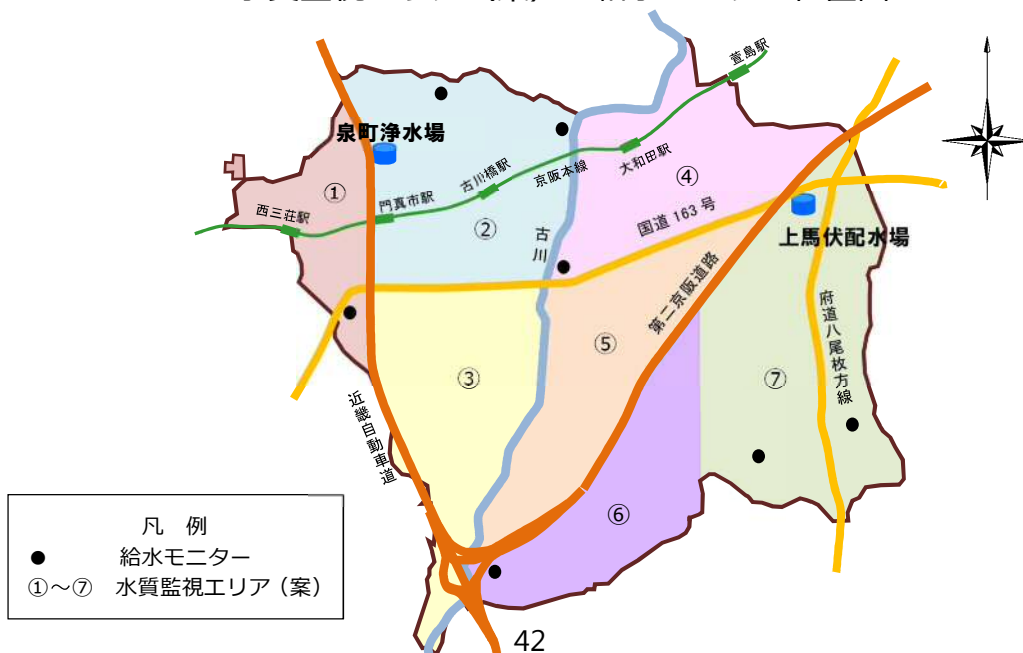 萱島駅
泉町浄水場
大和田駅
京阪本線
古川橋駅
①
④
門真市駅
西三荘駅
②
国道 163 号
古川
上馬伏配水場
第二京阪道路
府道八尾枚方線
⑤
③
⑦
近畿自動車道
⑥
凡 例
● 給水モニター
①～⑦ 水質監視エリア（案）
42